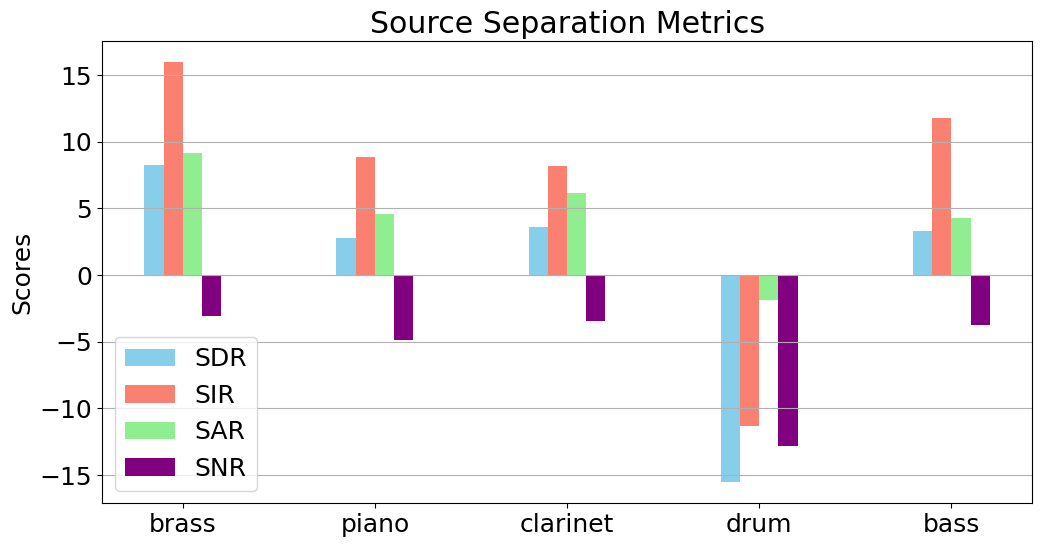 Source Separation Metrics
Scores
15
10
5
0
−5
−10
−15
SDR
SIR
SAR
SNR
brass piano clarinet drum bass